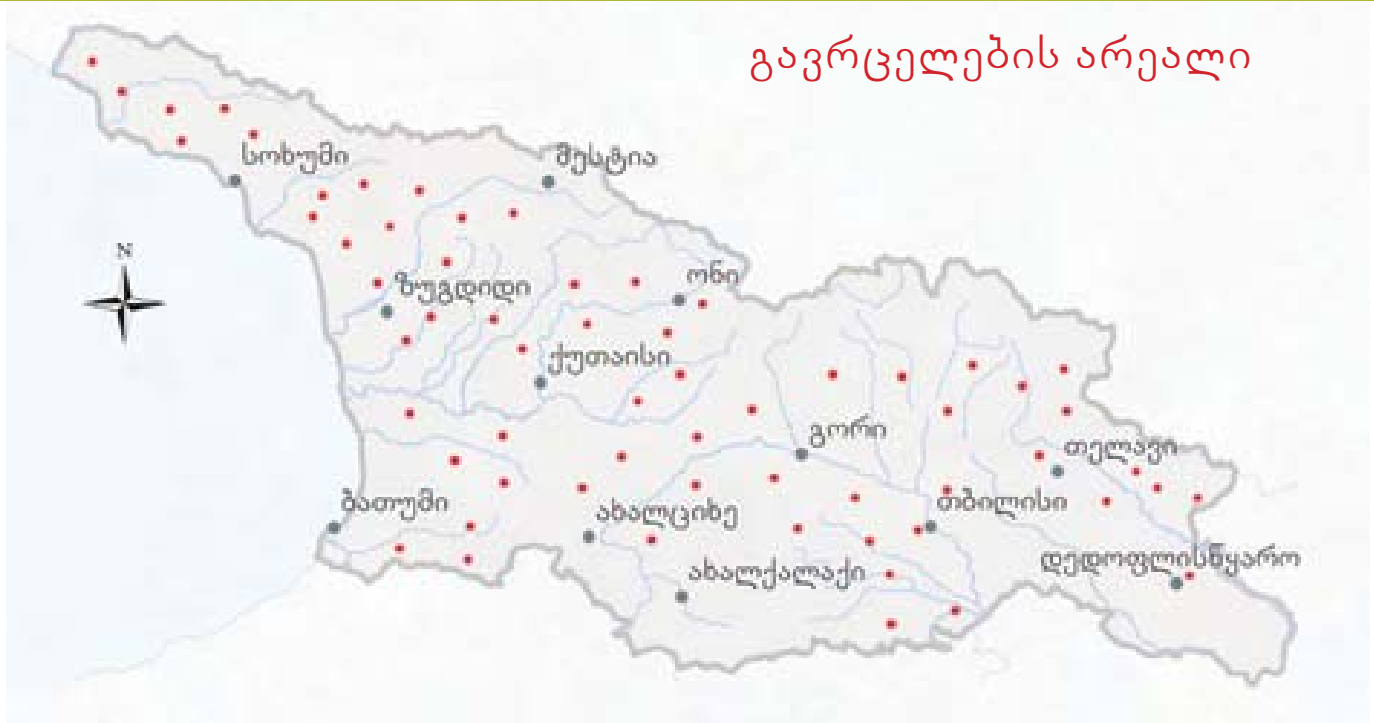 გავრცელების არეალი
სოხუმი
მესტია
N
ზუგდიდი
ონი
ქუთაისი
გორი
თელავი
ბათუმი
ახალციხე
თბილისი
ახალქალაქი
დედოფლისწყარო